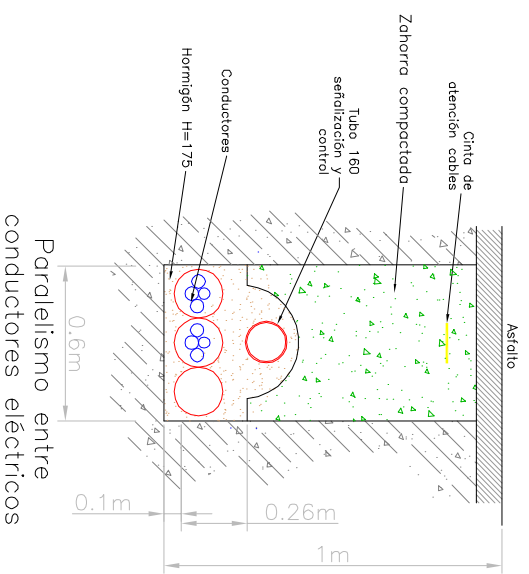 Asfalto
Cinta de
atención cables
Zahorra compactada
Tubo 160
señalización y
control
Conductores
Hormigón H=175
0.6m
0.1m
0.26m
1m
Paralelismo entre
conductores eléctricos